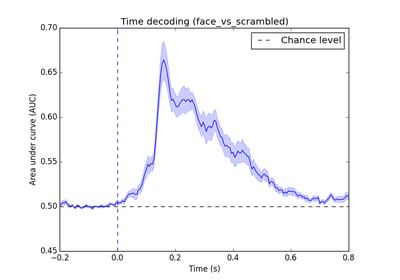 Time decoding (face_vs_scrambled)
0.70
Chance level
0.65
0.60
0.55
0.50
0.45
Area under curve (AUC)
−0.2 0.0 0.2 0.4 0.6 0.8
Time (s)